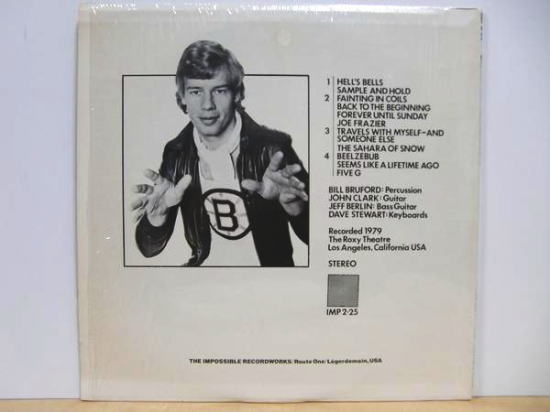 B
1 HELL'S BELLS
SAMPLE AND HOLD
2 FAINTING IN COILS
BACK TO THE BEGINNING
FOREVER UNTIL SUNDAY
JOE FRAZIER
3 TRAVELS WITH MYSELF-AND
SOMEONE ELSE
THE SAHARA OF SNOW
4 BEELZEBUB
SEEMS LIKE A LIFETIME AGO
FIVE G
BILL BRUFORD: Percussion
JOHN CLARK: Guitar
JEFF BERLIN: Bass Guitar
DAVE STEWART: Keyboards
Recorded 1979
The Roxy Theatre
Los Angeles, California USA
STEREO
IMP 2-25
THE IMPOSSIBLE RECORDWORKS/Route One/Légerdemain, USA